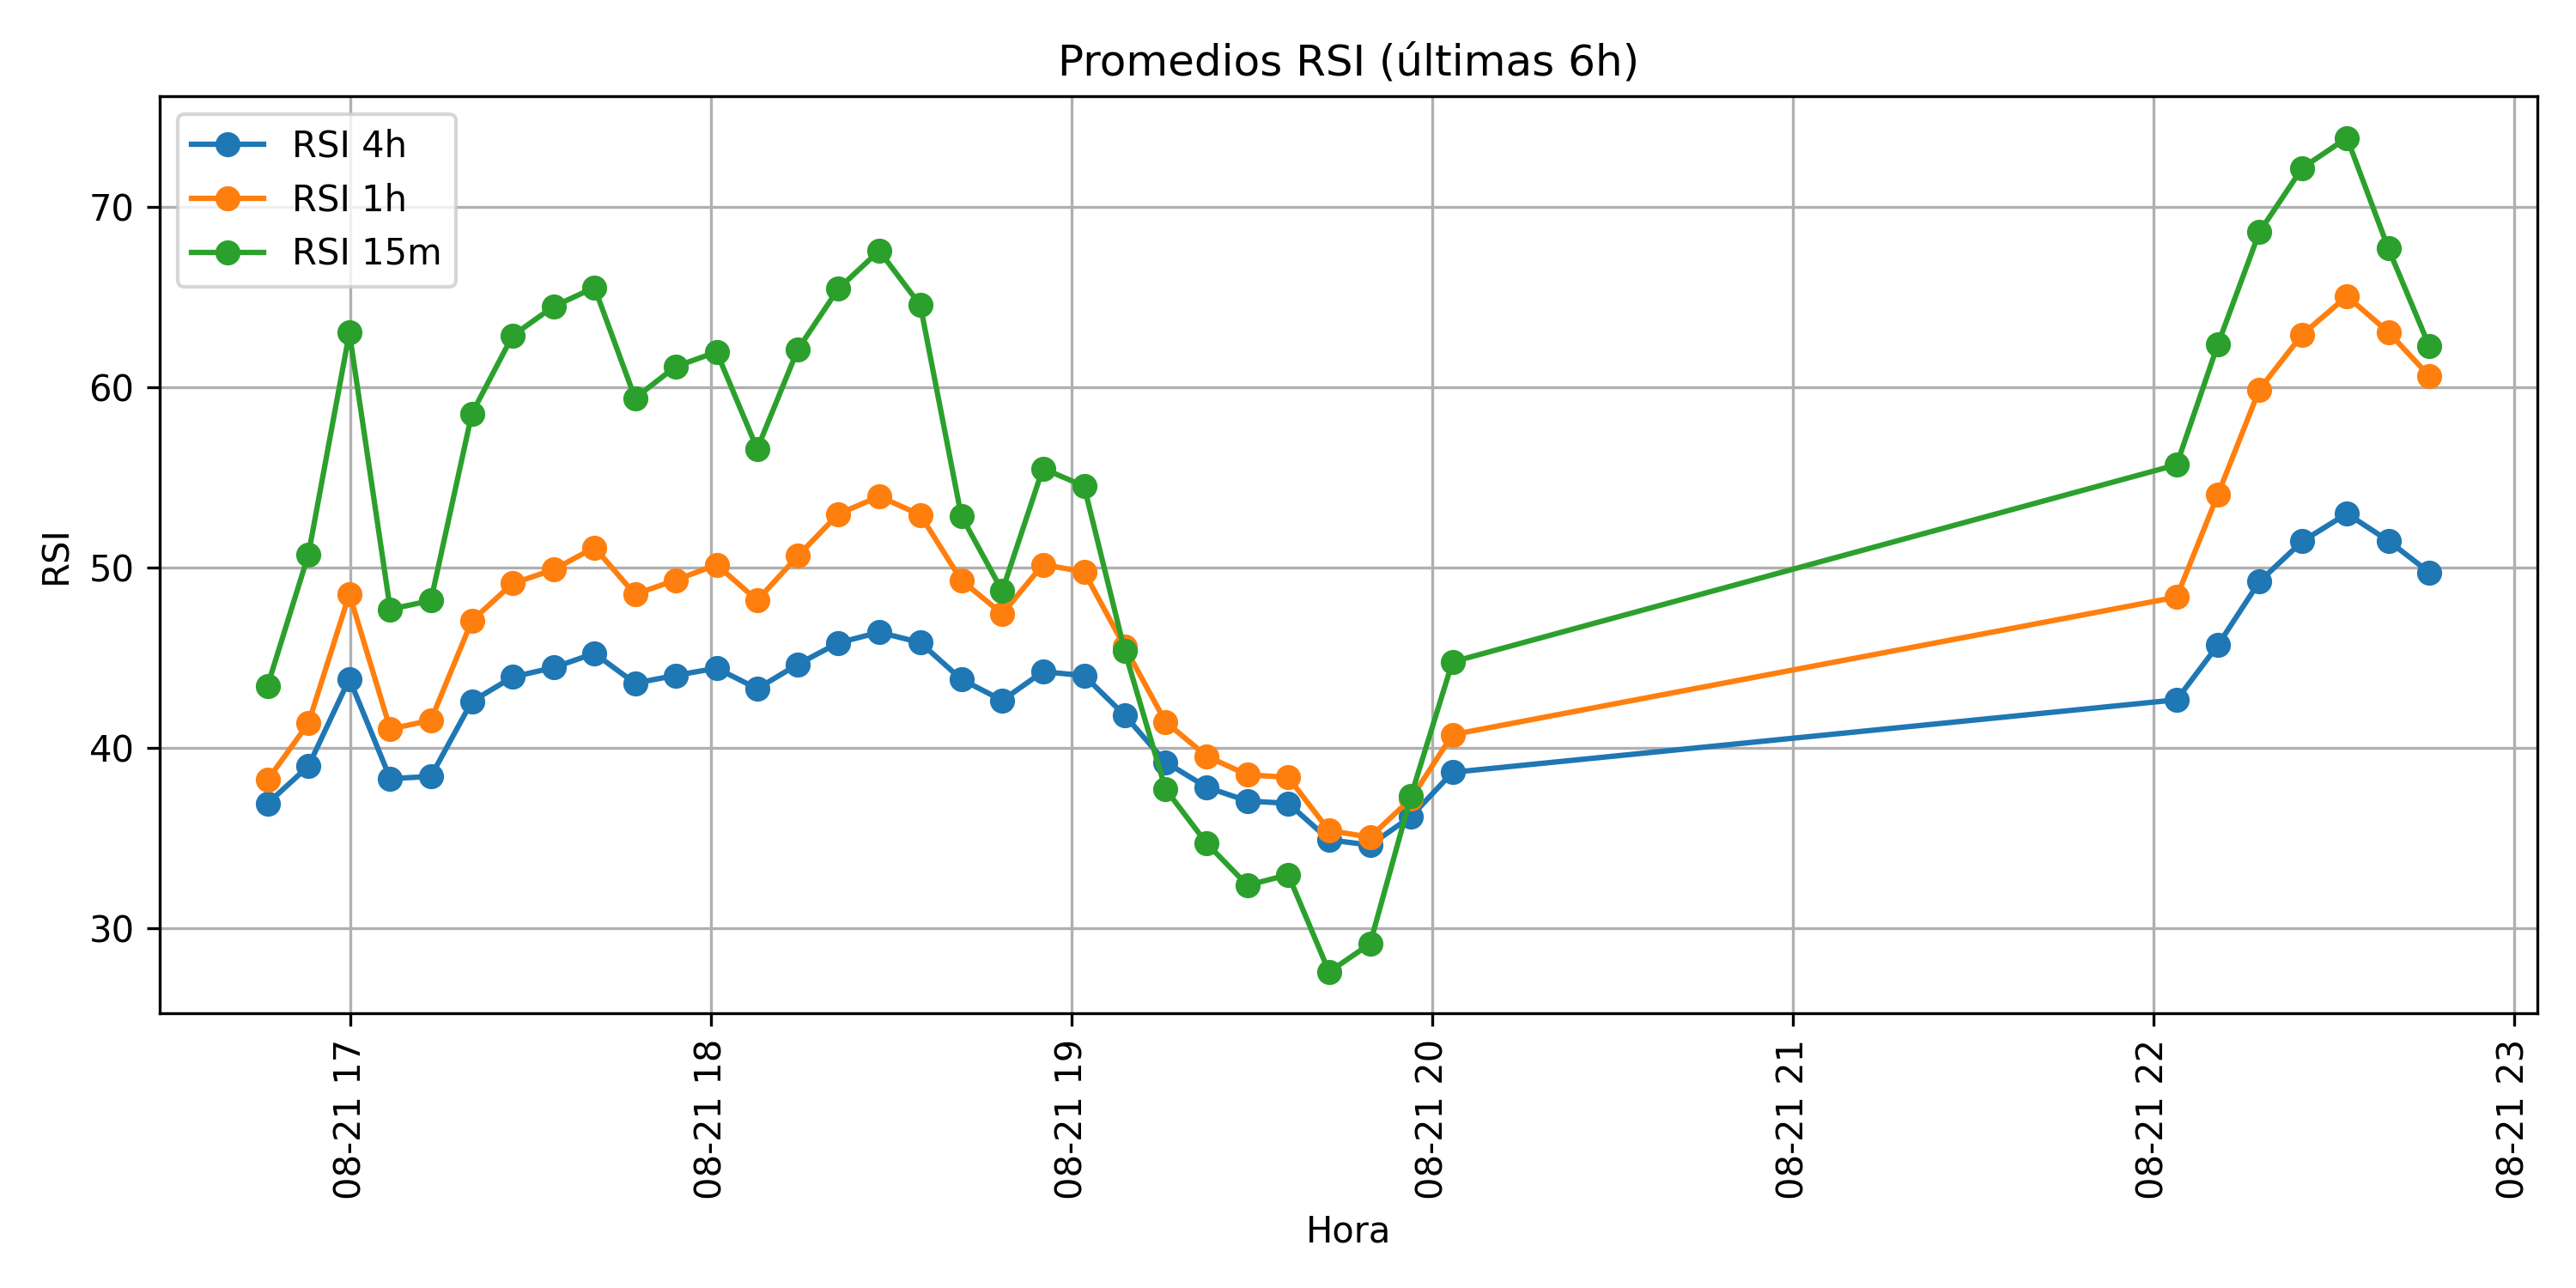 Promedios RSI (últimas 6h)
RSI 4h
RSI 1h
RSI 15m
RSI
70
60
50
40
30
08-21 17
08-21 18
08-21 19
08-21 20
08-21 21
08-21 22
08-21 23
Hora